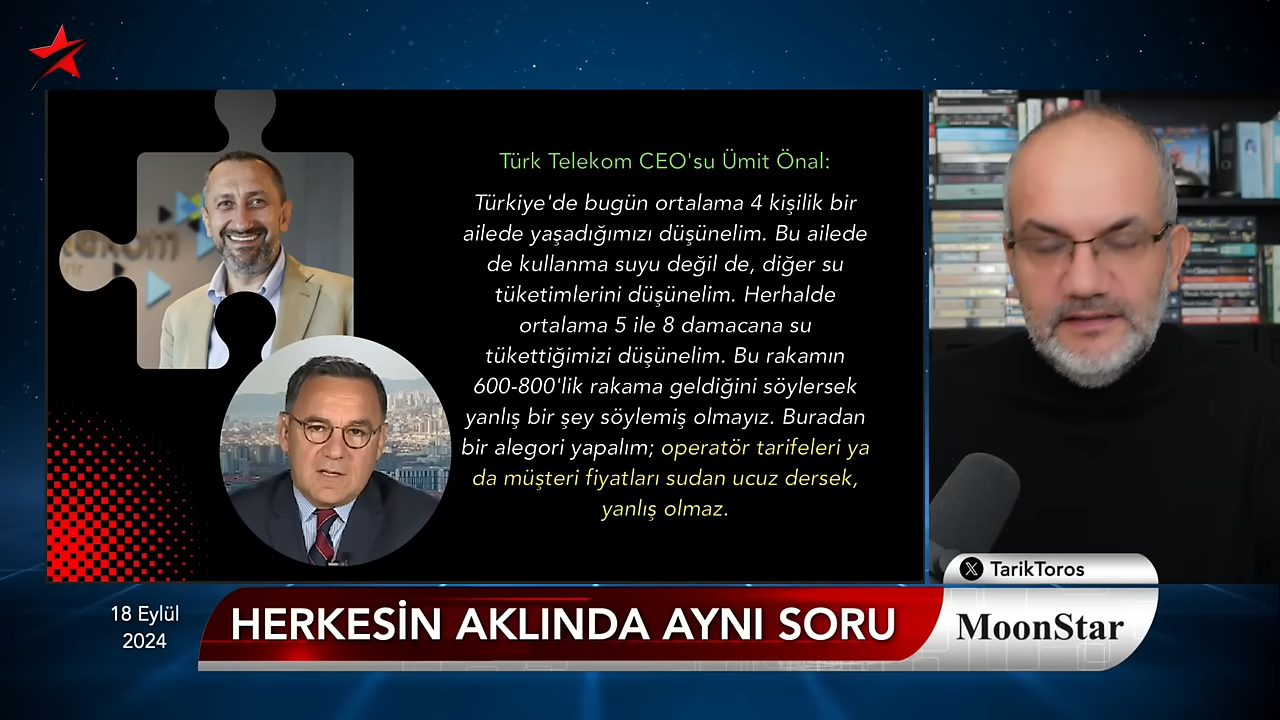 Türk Telekom CEO'su Ümit Önal:
Türkiye'de bugün ortalama 4 kişilik bir
ailede yaşadığımızı düşünelim. Bu ailede
de kullanma suyu değil de, diğer su
tüketimlerini düşünelim. Herhalde
ortalama 5 ile 8 damacana su
tükettiğimizi düşünelim. Bu rakamın
600-800'lik rakama geldiğini söylersek
yanlış bir şey söylemiş olmayız. Buradan
bir alegori yapalım; operatör tarifeleri ya
da müşteri fiyatları sudan ucuz dersek,
yanlış olmaz.
TarikToros
18 Eylül
2024
HERKESİN AKLINDA AYNI SORU
MoonStar